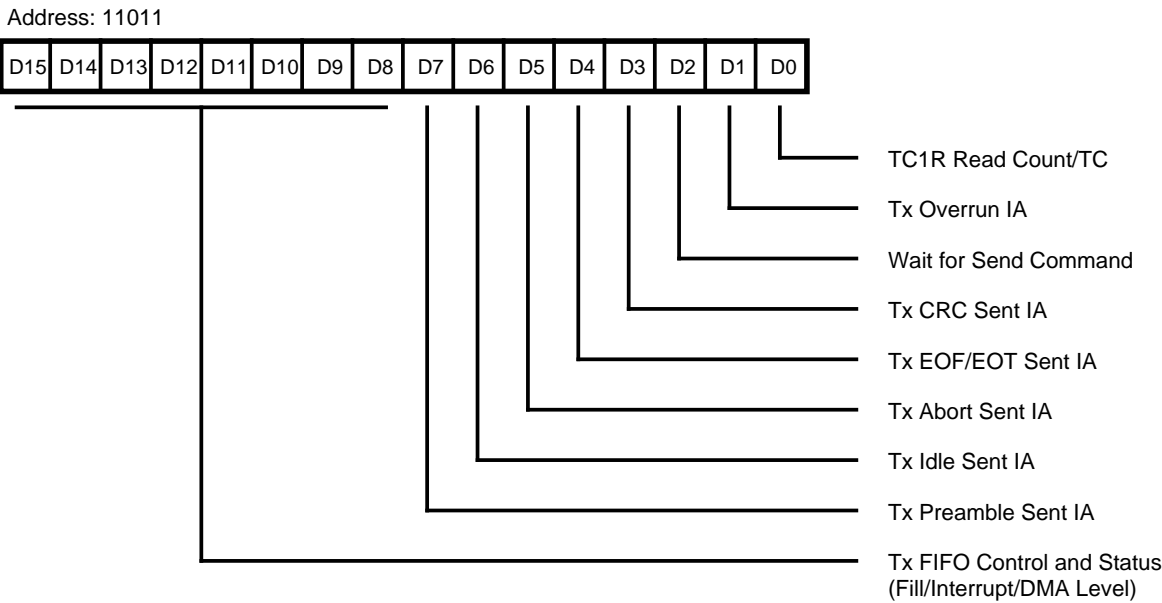 Address: 11011
D15 D14 D13 D12 D11 D10 D9 D8 D7 D6 D5 D4 D3 D2 D1 D0
TC1R Read Count/TC
Tx Overrun IA
Wait for Send Command
Tx CRC Sent IA
Tx EOF/EOT Sent IA
Tx Abort Sent IA
Tx Idle Sent IA
Tx Preamble Sent IA
Tx FIFO Control and Status
(Fill/Interrupt/DMA Level)